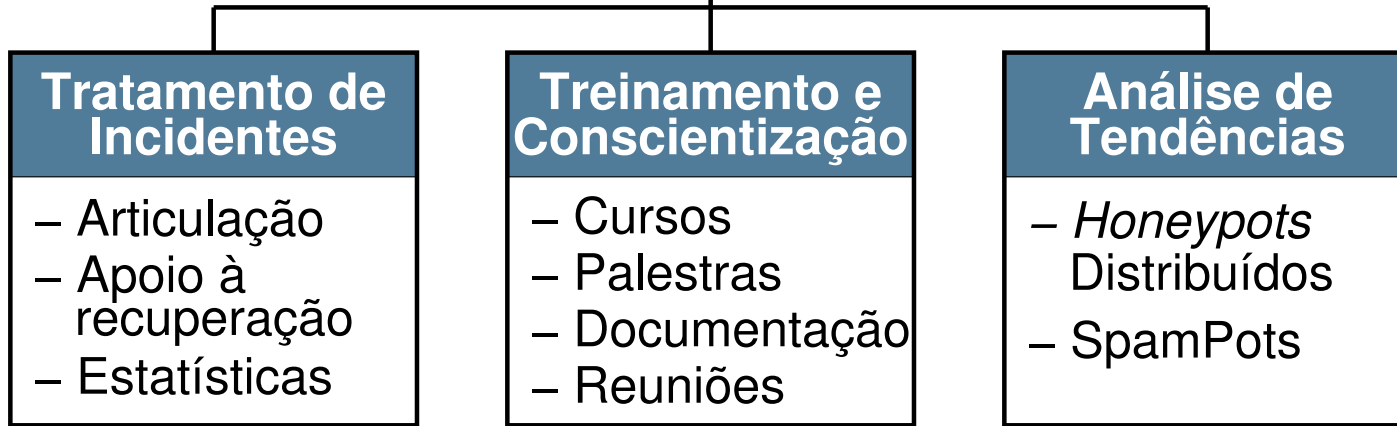 Tratamento de
Incidentes
– Articulação
– Apoio à
recuperação
– Estatísticas
Treinamento e
Conscientização
– Cursos
– Palestras
– Documentação
– Reuniões
Análise de
Tendências
– Honeypots
Distribuídos
– SpamPots